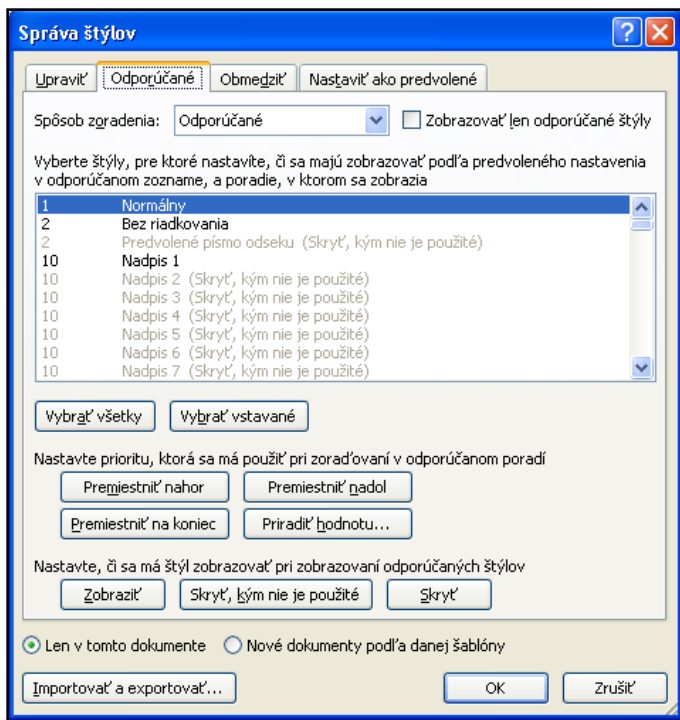 Správa štýlov
Upraviť Odporúčané Obmedziť Nastaviť ako predvolené
Spôsob zoradenia: Odporúčané Zobrazovať len odporúčané štýly
Vyberte štýly, pre ktoré nastavíte, či sa majú zobrazovať podľa predvoleného nastavenia
v odporúčanom zozname, a poradie, v ktorom sa zobrazia
1 Normálny
2 Bez riadkovania
2 Predvolené písmo odseku (Skryť, kým nie je použité)
10 Nadpis 1
10 Nadpis 2 (Skryť, kým nie je použité)
10 Nadpis 3 (Skryť, kým nie je použité)
10 Nadpis 4 (Skryť, kým nie je použité)
10 Nadpis 5 (Skryť, kým nie je použité)
10 Nadpis 6 (Skryť, kým nie je použité)
10 Nadpis 7 (Skryť, kým nie je použité)
Vybrať všetky Vybrať vstavané
Nastavte prioritu, ktorá sa má použiť pri zoraďovaní v odporúčanom poradí
Premiestniť nahor Premiestniť nadol
Premiestniť na koniec Priradiť hodnotu...
Nastavte, či sa má štýl zobrazovať pri zobrazovaní odporúčaných štýlov
Zobraziť Skryť, kým nie je použité Skryť
Len v tomto dokumente Nové dokumenty podľa danej šablóny
Importovať a exportovať... OK Zrušiť